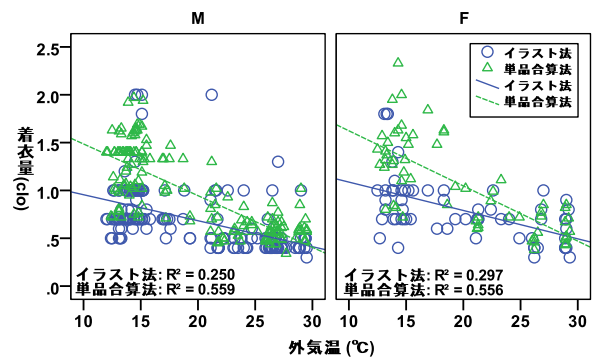 M
F
2.5
2.0
1.5
1.0
.5
.0
着衣量(clo)
イラスト法
単品合算法
イラスト法
単品合算法
イラスト法: R² = 0.250
単品合算法: R² = 0.559
イラスト法: R² = 0.297
単品合算法: R² = 0.556
10 15 20 25 30
10 15 20 25 30
外気温 (℃)